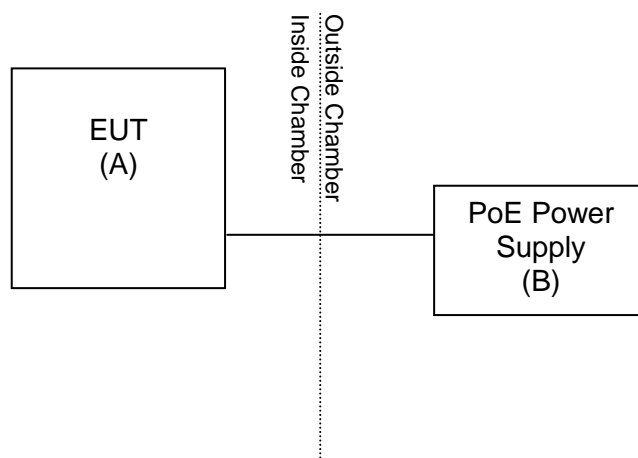 EUT
(A)
Inside Chamber
Outside Chamber
PoE Power
Supply
(B)